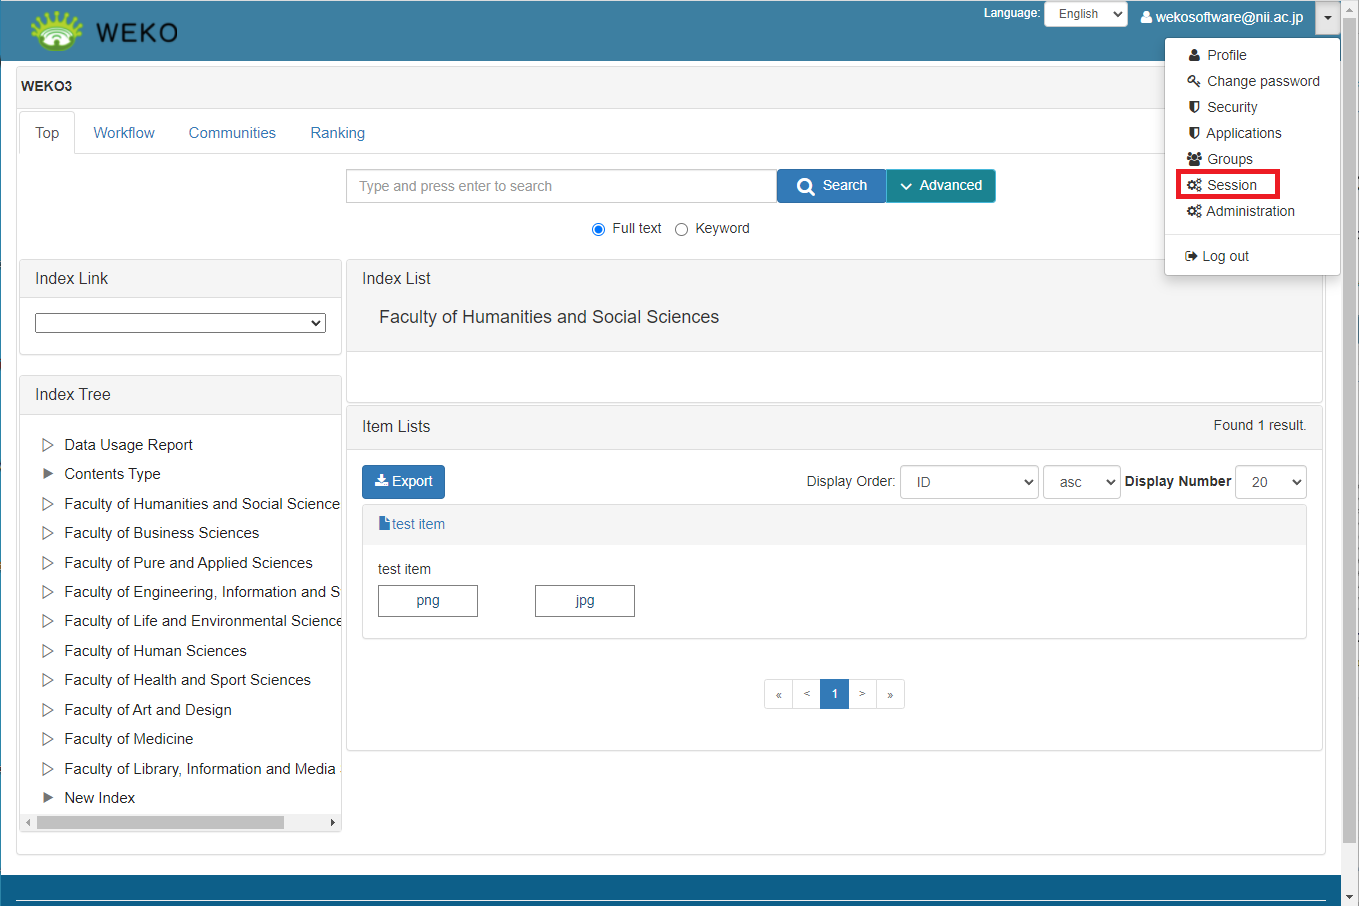 WEKO
Language:
English
wekosoftware@nii.ac.jp
Profile
Change password
Security
Applications
Groups
Session
Administration
Log out
WEKO3
Top
Workflow
Communities
Ranking
Type and press enter to search
Search
Advanced
Full text
Keyword
Index Link
Index Tree
Data Usage Report
Contents Type
Faculty of Humanities and Social Science
Faculty of Business Sciences
Faculty of Pure and Applied Sciences
Faculty of Engineering, Information and S
Faculty of Life and Environmental Science
Faculty of Human Sciences
Faculty of Health and Sport Sciences
Faculty of Art and Design
Faculty of Medicine
Faculty of Library, Information and Media
New Index
Index List
Faculty of Humanities and Social Sciences
Item Lists
Found 1 result.
Export
Display Order:
ID
asc
Display Number
20
test item
test item
png
jpg
« < 1 > »